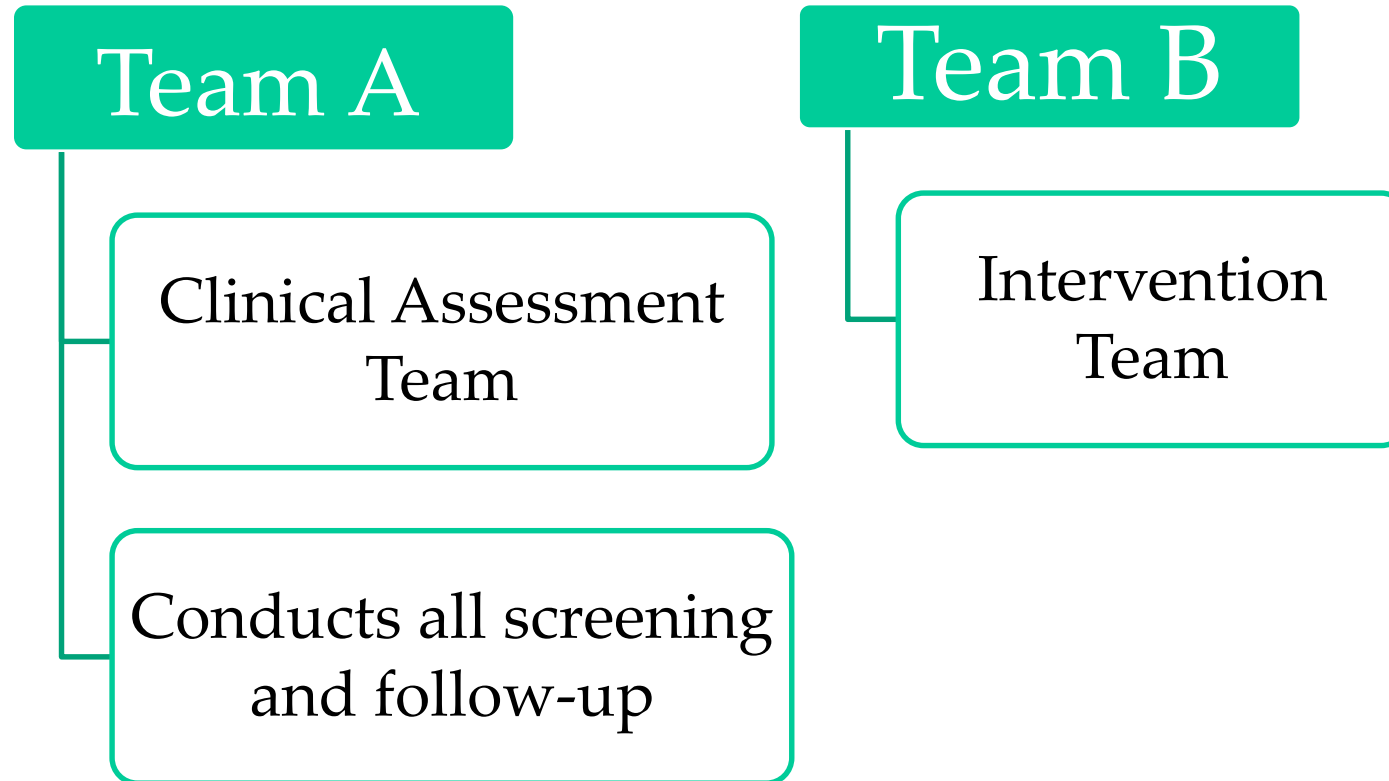 Team A
Clinical Assessment
Team
Conducts all screening
and follow-up
Team B
Intervention
Team